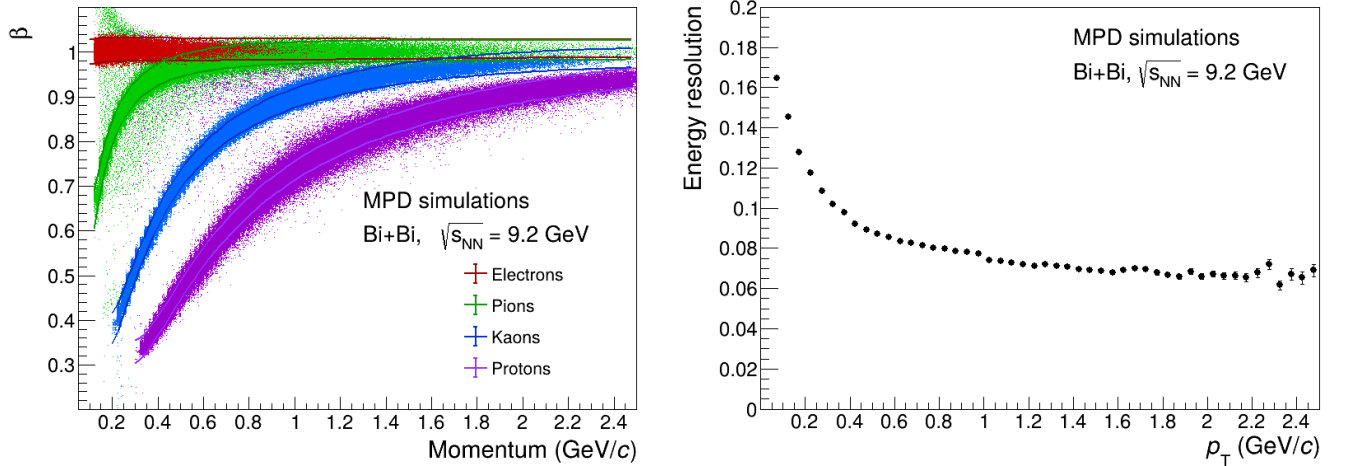 β
1
0.9
0.8
0.7
0.6
0.5
0.4
0.3
MPD simulations
Bi+Bi, √sNN = 9.2 GeV
Electrons
Pions
Kaons
Protons
0.2 0.4 0.6 0.8 1 1.2 1.4 1.6 1.8 2 2.2 2.4
Momentum (GeV/c)
Energy resolution
0.2
0.18
0.16
0.14
0.12
0.1
0.08
0.06
0.04
0.02
0
MPD simulations
Bi+Bi, √sNN = 9.2 GeV
0.2 0.4 0.6 0.8 1 1.2 1.4 1.6 1.8 2 2.2 2.4
pT (GeV/c)